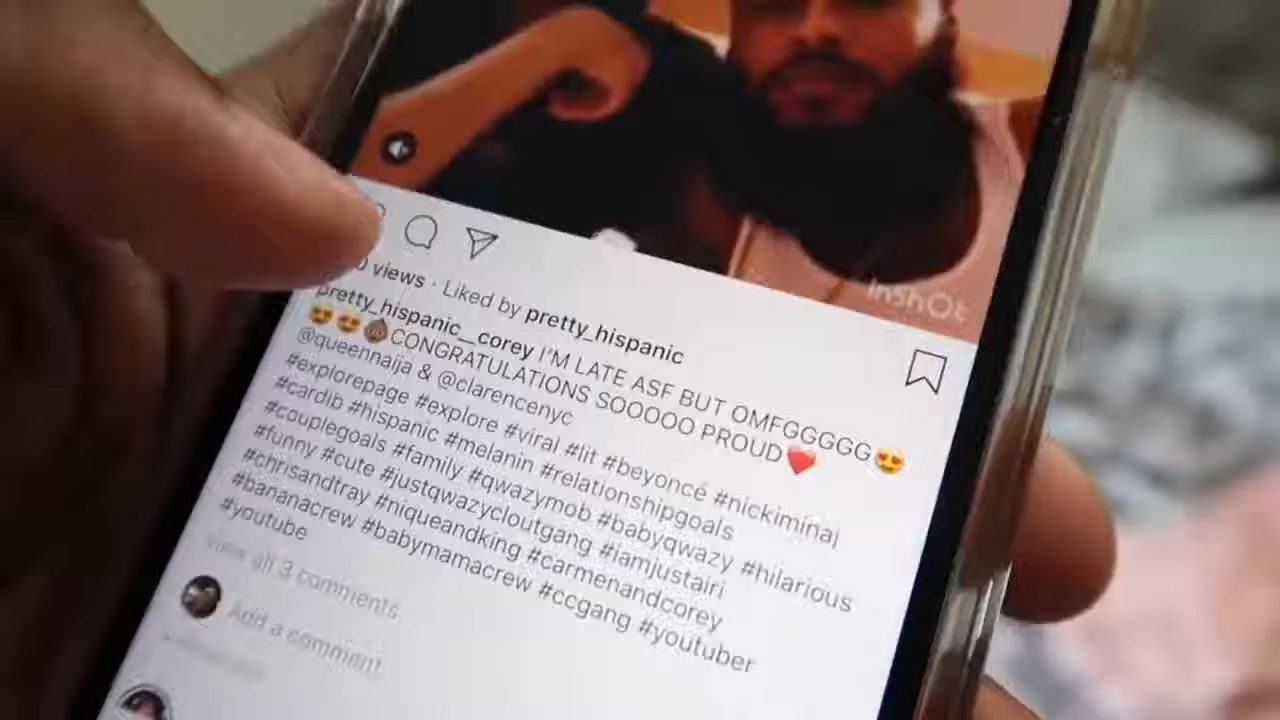 InShOt
views · Liked by pretty_hispanic
pretty_hispanic__corey I'M LATE ASF BUT OMFGGGGG😍
😍😍👶🏾CONGRATULATIONS SOOOOO PROUD❤️
@queennaija & @clarencenyc
#explorepage #explore #viral #lit #beyoncé #nickiminaj
#cardib #hispanic #melanin #relationshipgoals
#couplegoals #family #qwazymob #babyqwazy #hilarious
#funny #cute #justqwazycloutgang #iamjustairi
#chrisandtray #niqueandking #carmenandcorey
#bananacrew #babymamacrew #ccgang #youtuber
#youtube
View all 3 comments
Add a comment